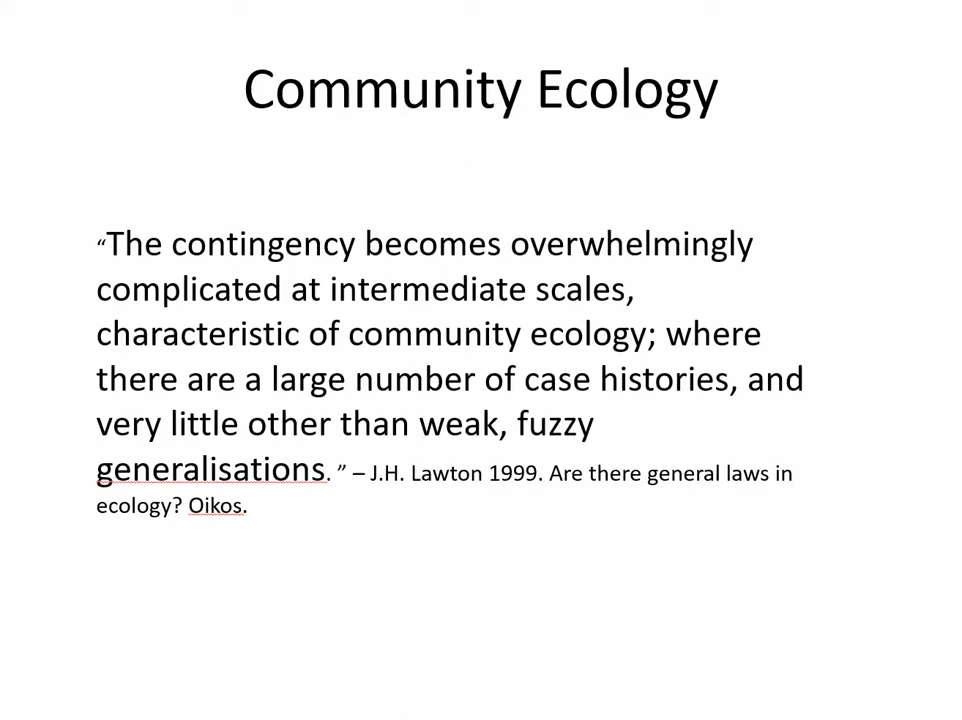 Community Ecology
“The contingency becomes overwhelmingly
complicated at intermediate scales,
characteristic of community ecology; where
there are a large number of case histories, and
very little other than weak, fuzzy
generalisations. ” – J.H. Lawton 1999. Are there general laws in
ecology? Oikos.